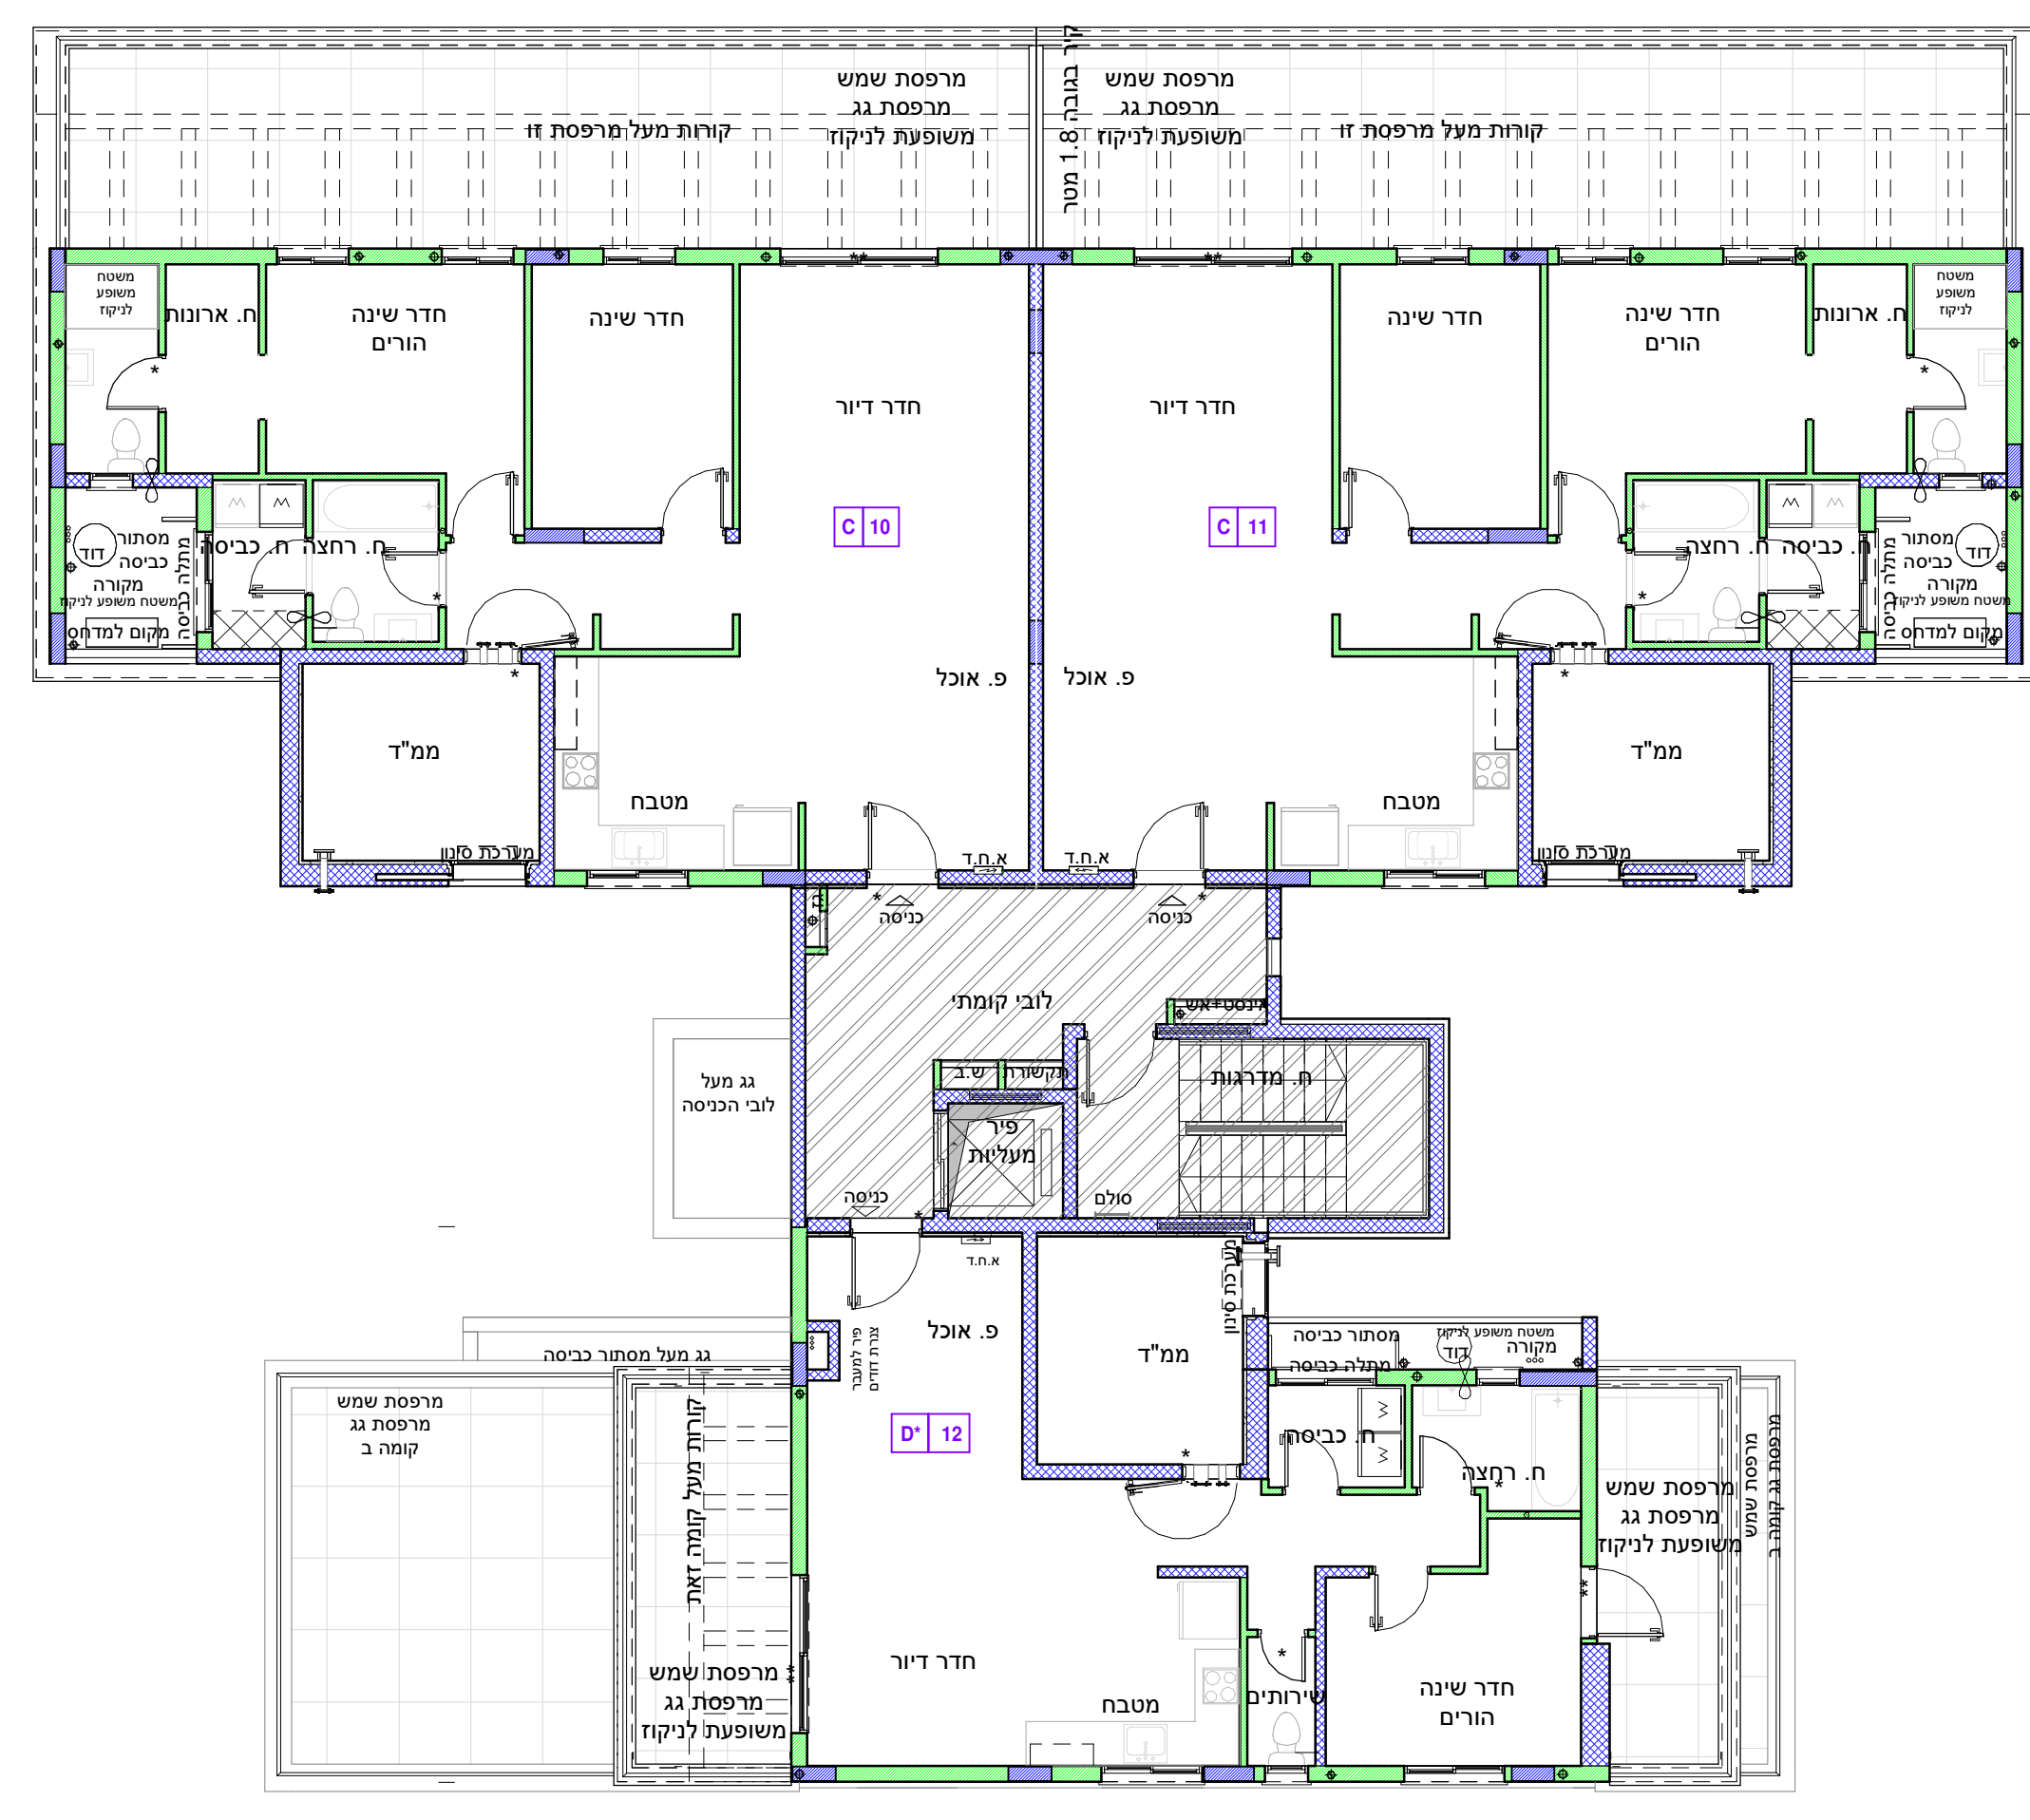 מרפסת שמש
מרפסת גג
משופעת לניקוז
קורות מעל מרפסת זו
קיר בגובה 1.8 מטר
מרפסת שמש
מרפסת גג
משופעת לניקוז
קורות מעל מרפסת זו
משטח
משופע
לניקוז
ח. ארונות
חדר שינה
הורים
חדר שינה
חדר דיור
C 10
מסתור
כביסה
מקורה
משטח משופע לניקוז
דוד
מקום למדחס
מתלה כביסה
ח. כביסה
ח. רחצה
פ. אוכל
ממ"ד
מטבח
מערכת סינון
א.ח.ד
כניסה
חדר דיור
חדר שינה
חדר שינה
הורים
ח. ארונות
משטח
משופע
לניקוז
C 11
ח. רחצה
ח. כביסה
מתלה כביסה
מסתור
כביסה
מקורה
משטח משופע לניקוז
דוד
מקום למדחס
פ. אוכל
מטבח
ממ"ד
מערכת סינון
א.ח.ד
כניסה
גז
לובי קומתי
אינסט+אש
ש.ב
תקשורת
ח. מדרגות
פיר
מעליות
סולם
כניסה
גג מעל
לובי הכניסה
א.ח.ד
פ. אוכל
פיר למעבר
צנרת דודים
ממ"ד
מערכת סינון
D* 12
מסתור כביסה
מתלה כביסה
משטח משופע לניקוז
מקורה
דוד
ח. כביסה
ח. רחצה
גג מעל מסתור כביסה
מרפסת שמש
מרפסת גג
קומה ב
קורות מעל קומה זאת
מרפסת שמש
מרפסת גג
משופעת לניקוז
חדר דיור
מטבח
שירותים
חדר שינה
הורים
מרפסת שמש
מרפסת גג
משופעת לניקוז
מרפסת שמש
מרפסת גג קומה ב